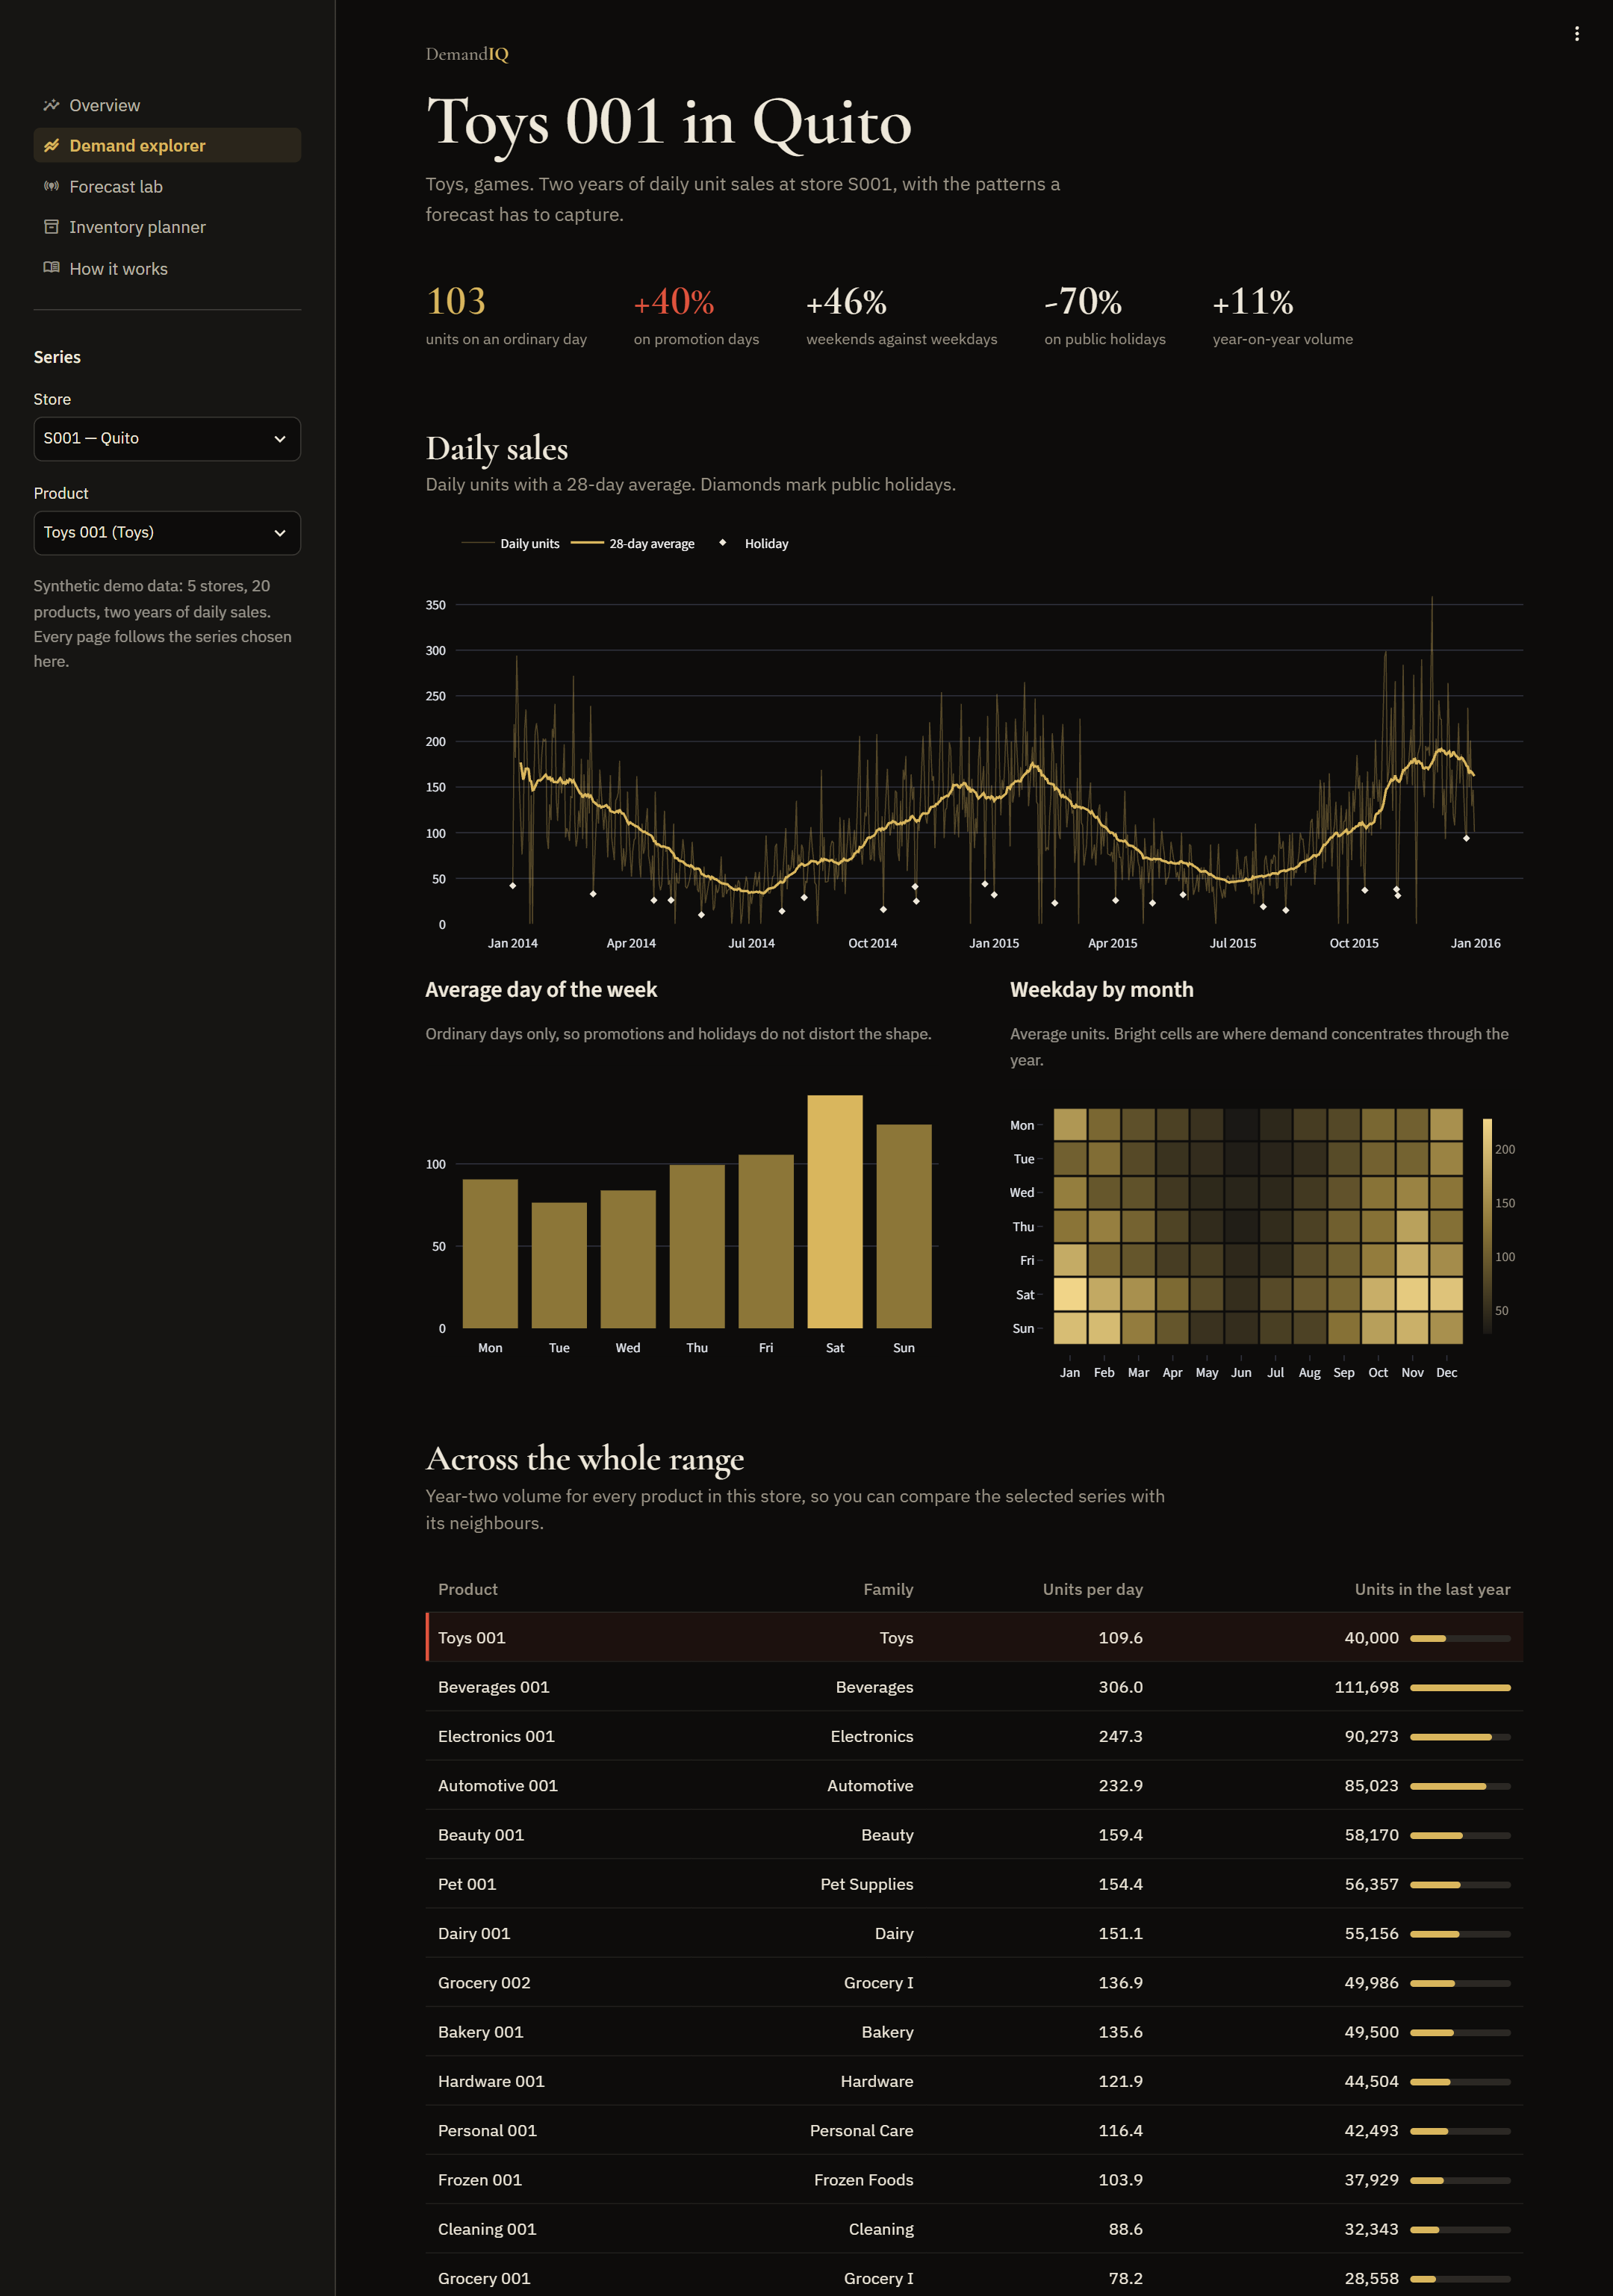 Overview
Demand explorer
Forecast lab
Inventory planner
How it works
Series
Store
S001 — Quito
Product
Toys 001 (Toys)
Synthetic demo data: 5 stores, 20
products, two years of daily sales.
Every page follows the series chosen
here.
DemandIQ
Toys 001 in Quito
Toys, games. Two years of daily unit sales at store S001, with the patterns a
forecast has to capture.
103 +40% +46% -70% +11%
units on an ordinary day on promotion days weekends against weekdays on public holidays year-on-year volume
Daily sales
Daily units with a 28-day average. Diamonds mark public holidays.
Daily units 28-day average Holiday
350
300
250
200
150
100
50
0
Jan 2014 Apr 2014 Jul 2014 Oct 2014 Jan 2015 Apr 2015 Jul 2015 Oct 2015 Jan 2016
Average day of the week
Ordinary days only, so promotions and holidays do not distort the shape.
100
50
0
Mon Tue Wed Thu Fri Sat Sun
Weekday by month
Average units. Bright cells are where demand concentrates through the
year.
Mon
Tue
Wed
Thu
Fri
Sat
Sun
Jan Feb Mar Apr May Jun Jul Aug Sep Oct Nov Dec
200
150
100
50
Across the whole range
Year-two volume for every product in this store, so you can compare the selected series with
its neighbours.
Product Family Units per day Units in the last year
Toys 001 Toys 109.6 40,000
Beverages 001 Beverages 306.0 111,698
Electronics 001 Electronics 247.3 90,273
Automotive 001 Automotive 232.9 85,023
Beauty 001 Beauty 159.4 58,170
Pet 001 Pet Supplies 154.4 56,357
Dairy 001 Dairy 151.1 55,156
Grocery 002 Grocery I 136.9 49,986
Bakery 001 Bakery 135.6 49,500
Hardware 001 Hardware 121.9 44,504
Personal 001 Personal Care 116.4 42,493
Frozen 001 Frozen Foods 103.9 37,929
Cleaning 001 Cleaning 88.6 32,343
Grocery 001 Grocery I 78.2 28,558